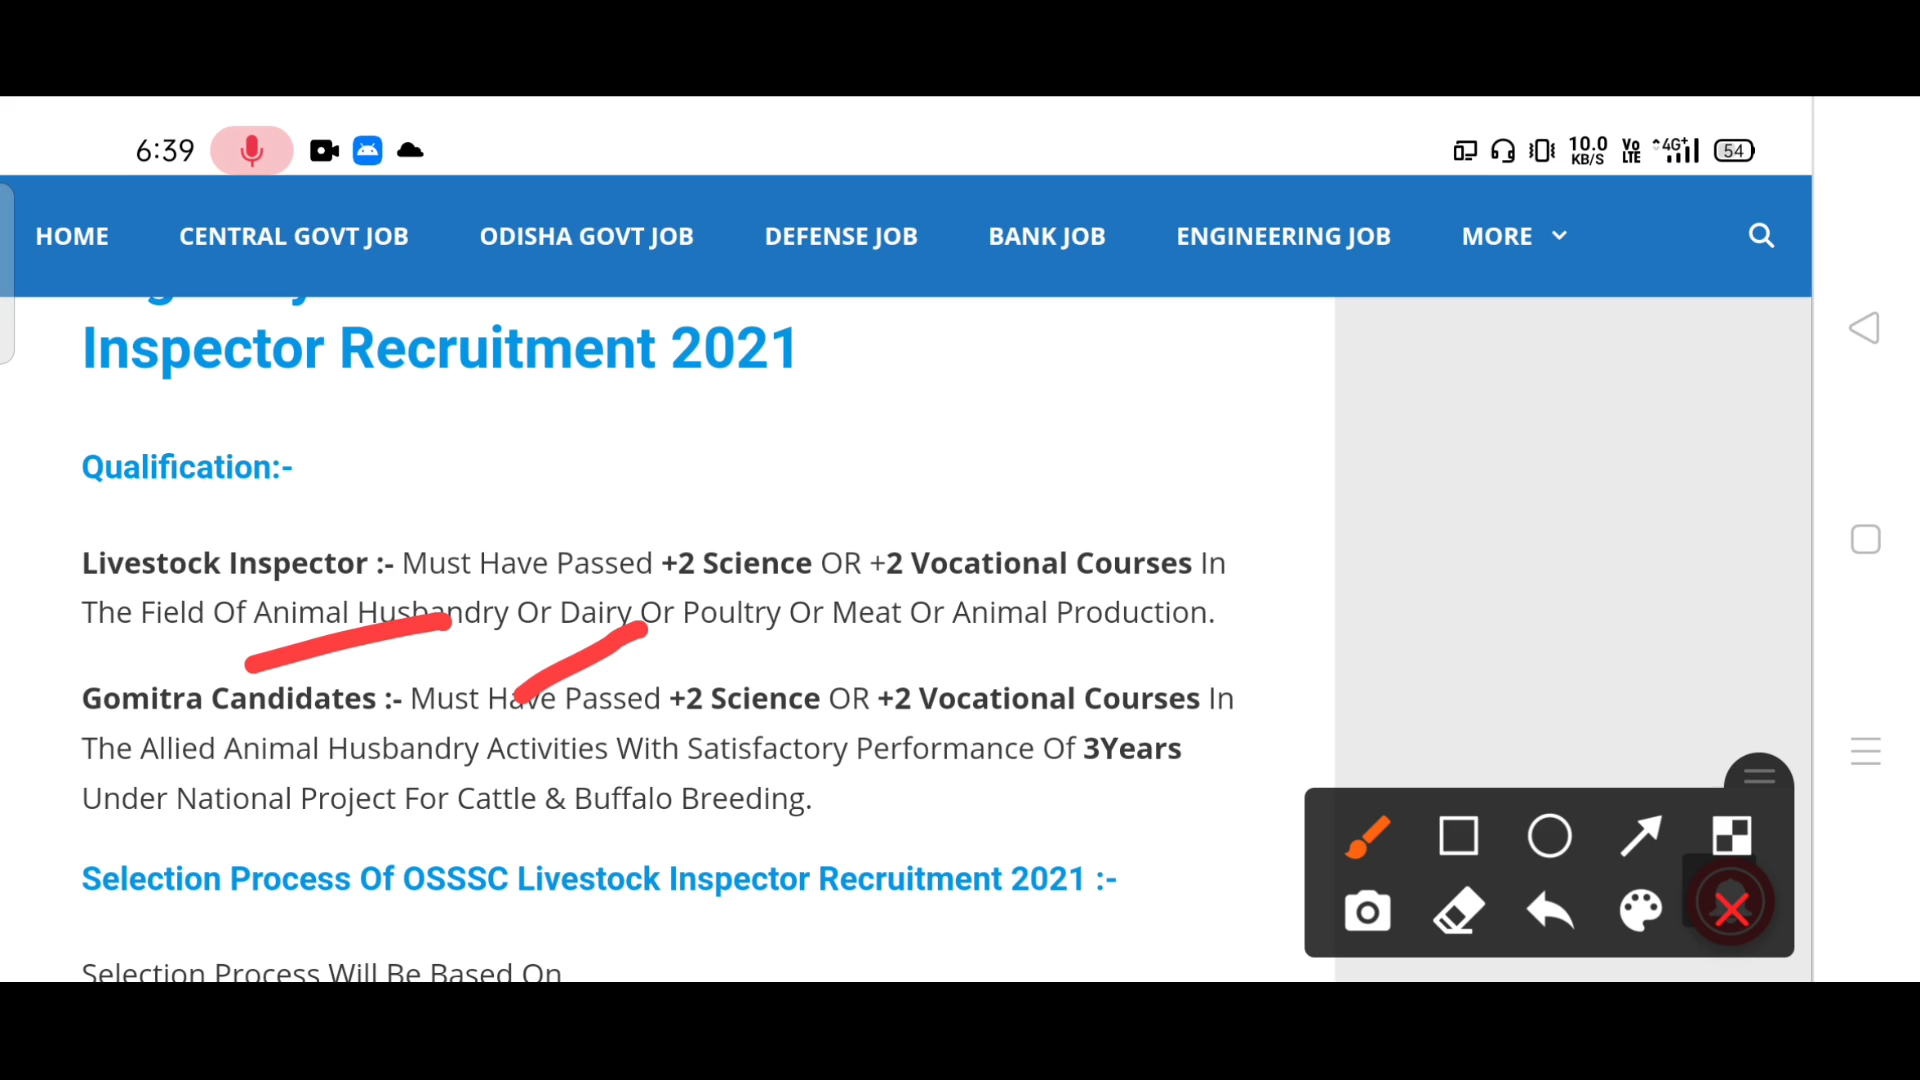 6:39
10.0
KB/S
Vo
LTE
4G+
54
HOME
CENTRAL GOVT JOB
ODISHA GOVT JOB
DEFENSE JOB
BANK JOB
ENGINEERING JOB
MORE
Inspector Recruitment 2021
Qualification:-
Livestock Inspector :- Must Have Passed +2 Science OR +2 Vocational Courses In
The Field Of Animal Husbandry Or Dairy Or Poultry Or Meat Or Animal Production.
Gomitra Candidates :- Must Have Passed +2 Science OR +2 Vocational Courses In
The Allied Animal Husbandry Activities With Satisfactory Performance Of 3Years
Under National Project For Cattle & Buffalo Breeding.
Selection Process Of OSSSC Livestock Inspector Recruitment 2021 :-
Selection Process Will Be Based On